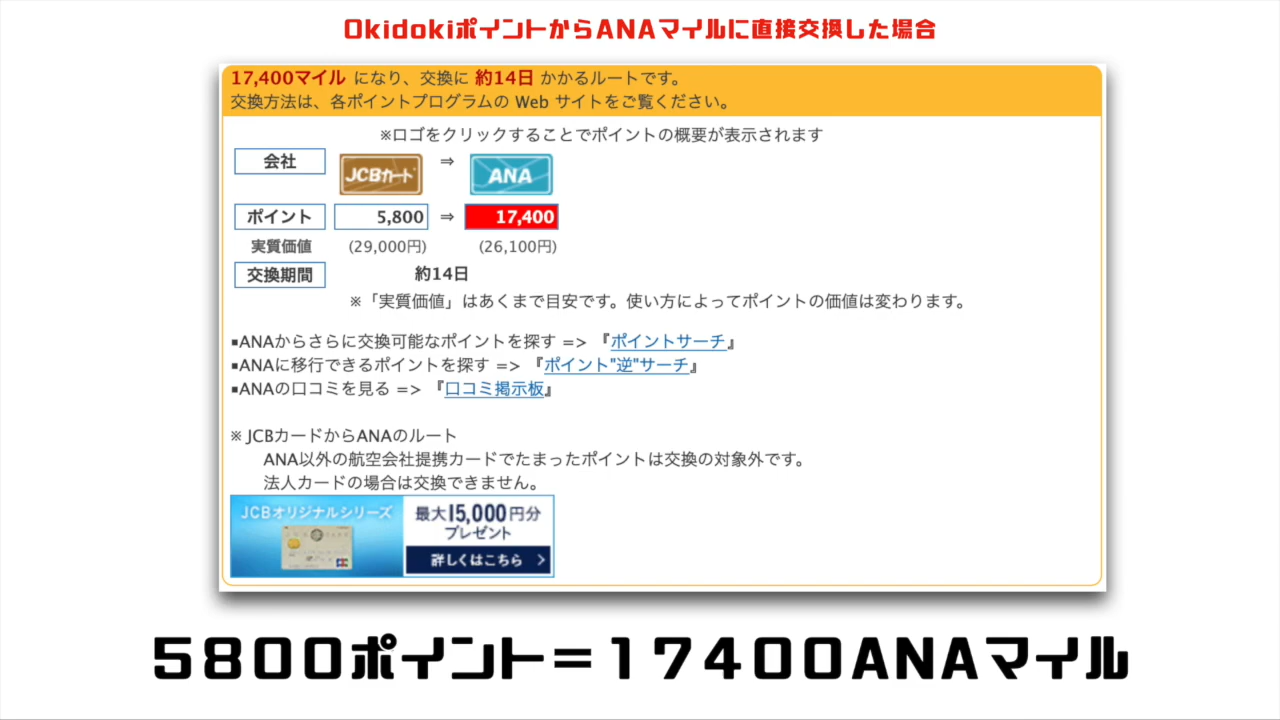 OkidokiポイントからANAマイルに直接交換した場合
17,400マイル になり、交換に 約14日 かかるルートです。
交換方法は、各ポイントプログラムの Web サイトをご覧ください。
※ロゴをクリックすることでポイントの概要が表示されます
会社 JCBカード ⇒ ANA
ポイント 5,800 ⇒ 17,400
実質価値 (29,000円) (26,100円)
交換期間 約14日
※「実質価値」はあくまで目安です。使い方によってポイントの価値は変わります。
▪ANAからさらに交換可能なポイントを探す => 『ポイントサーチ』
▪ANAに移行できるポイントを探す => 『ポイント"逆"サーチ』
▪ANAの口コミを見る => 『口コミ掲示板』
※ JCBカードからANAのルート
ANA以外の航空会社提携カードでたまったポイントは交換の対象外です。
法人カードの場合は交換できません。
JCBオリジナルシリーズ
最大15,000円分
プレゼント
詳しくはこちら >
JCB
5800ポイント＝17400ANAマイル